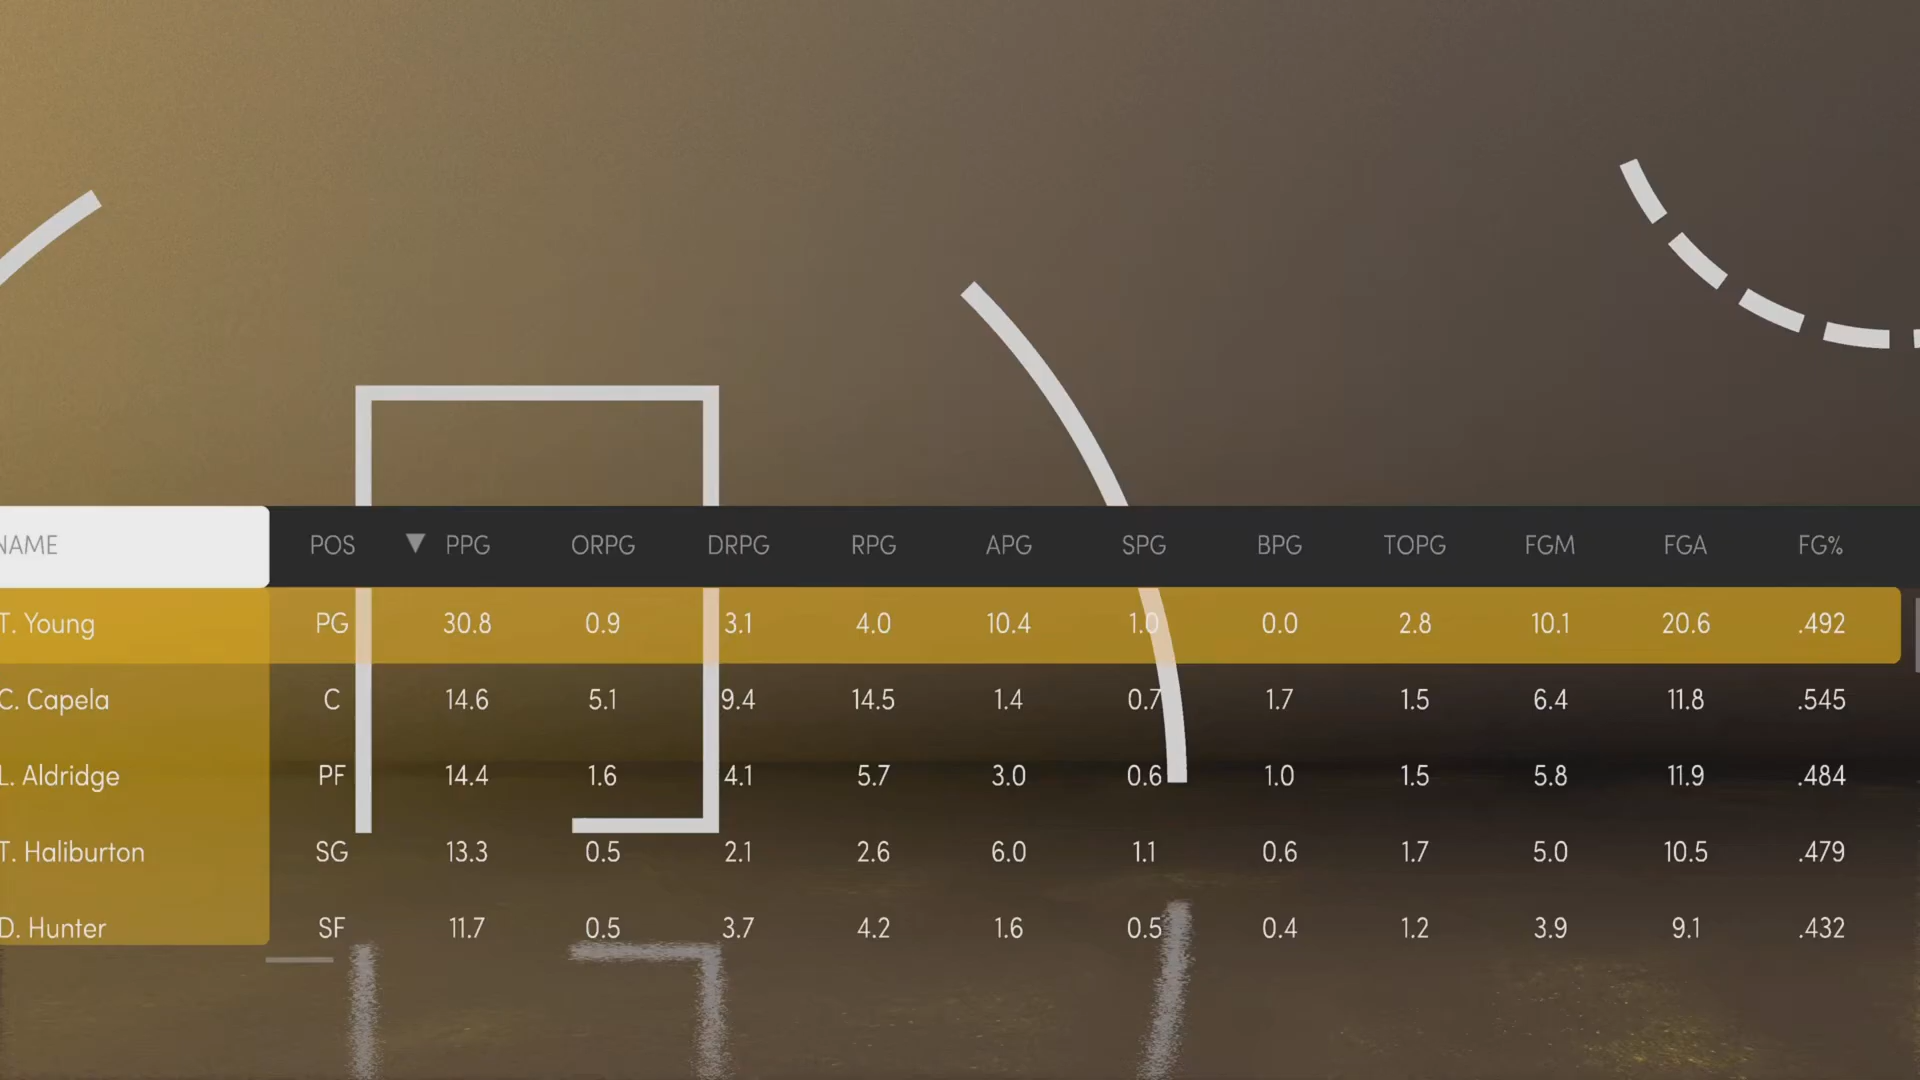 NAME POS ▼ PPG ORPG DRPG RPG APG SPG BPG TOPG FGM FGA FG%
T. Young PG 30.8 0.9 3.1 4.0 10.4 1.0 0.0 2.8 10.1 20.6 .492
C. Capela C 14.6 5.1 9.4 14.5 1.4 0.7 1.7 1.5 6.4 11.8 .545
L. Aldridge PF 14.4 1.6 4.1 5.7 3.0 0.6 1.0 1.5 5.8 11.9 .484
T. Haliburton SG 13.3 0.5 2.1 2.6 6.0 1.1 0.6 1.7 5.0 10.5 .479
D. Hunter SF 11.7 0.5 3.7 4.2 1.6 0.5 0.4 1.2 3.9 9.1 .432